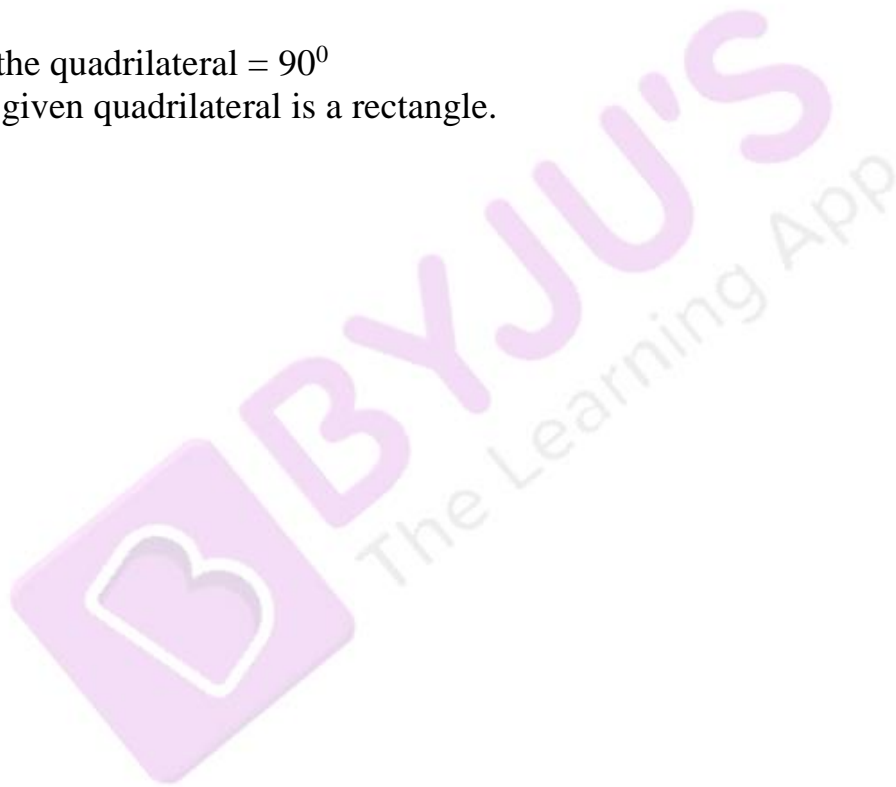 the quadrilateral = 90⁰
given quadrilateral is a rectangle.
BYJU'S
The Learning App
B